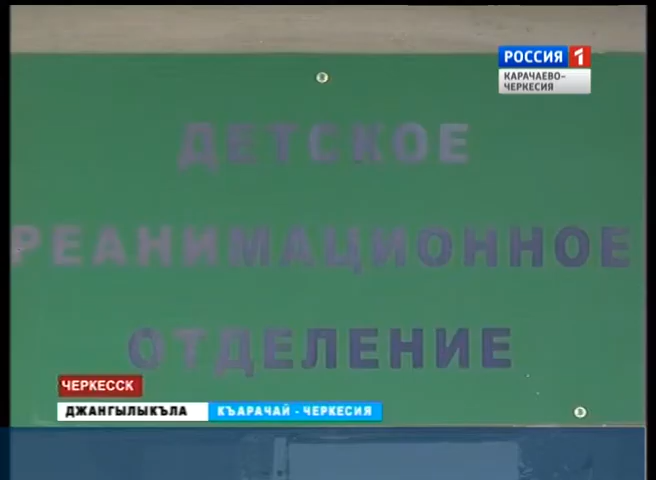 РОССИЯ 1
КАРАЧАЕВО-
ЧЕРКЕСИЯ
ДЕТСКОЕ
РЕАНИМАЦИОННОЕ
ОТДЕЛЕНИЕ
ЧЕРКЕССК
ДЖАНГЫЛЫКЪЛА КЪАРАЧАЙ - ЧЕРКЕСИЯ